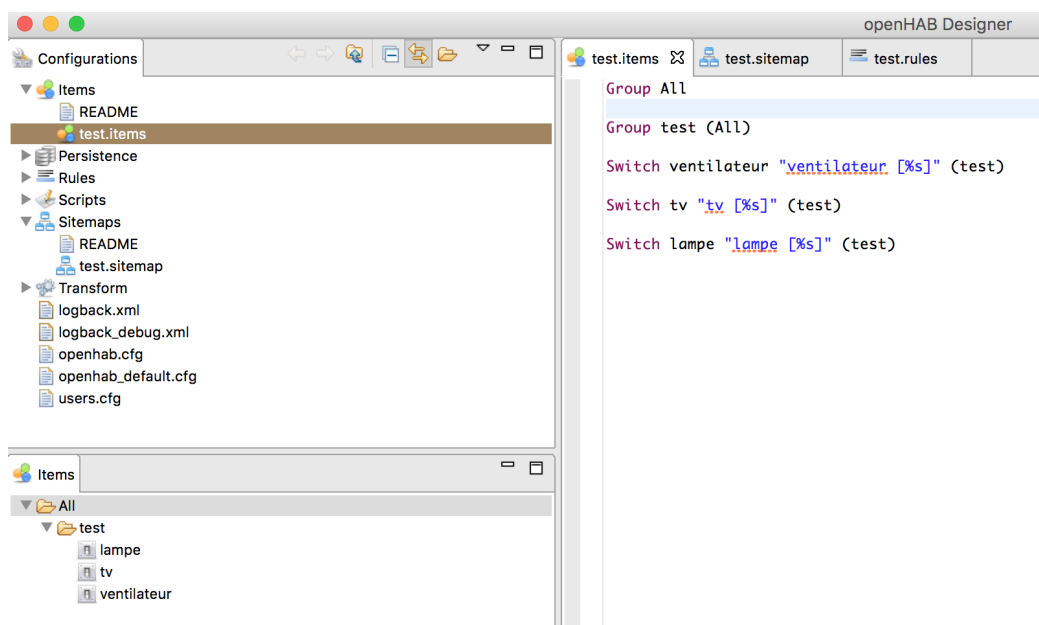 openHAB Designer
Configurations
Items
README
test.items
Persistence
Rules
Scripts
Sitemaps
README
test.sitemap
Transform
logback.xml
logback_debug.xml
openhab.cfg
openhab_default.cfg
users.cfg
Items
All
test
lampe
tv
ventilateur
test.items test.sitemap test.rules
Group All
Group test (All)
Switch ventilateur "ventilateur [%s]" (test)
Switch tv "tv [%s]" (test)
Switch lampe "lampe [%s]" (test)